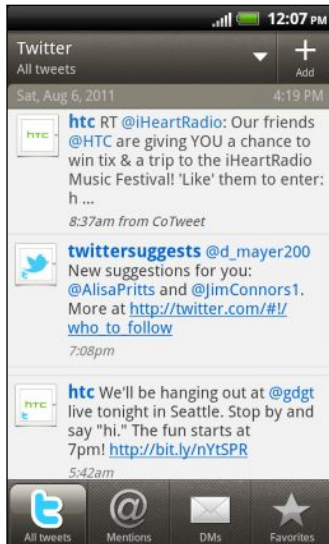 12:07 PM
Twitter
All tweets
Add
Sat, Aug 6, 2011 4:19 PM
htc RT @iHeartRadio: Our friends
@HTC are giving YOU a chance to
win tix & a trip to the iHeartRadio
Music Festival! 'Like' them to enter:
h ...
8:37am from CoTweet
twittersuggests @d_mayer200
New suggestions for you:
@AlisaPritts and @JimConnors1.
More at http://twitter.com/#!/
who_to_follow
7:08pm
htc We'll be hanging out at @gdgt
live tonight in Seattle. Stop by and
say "hi." The fun starts at
7pm! http://bit.ly/nYtSPR
5:42am
All tweets Mentions DMs Favorites